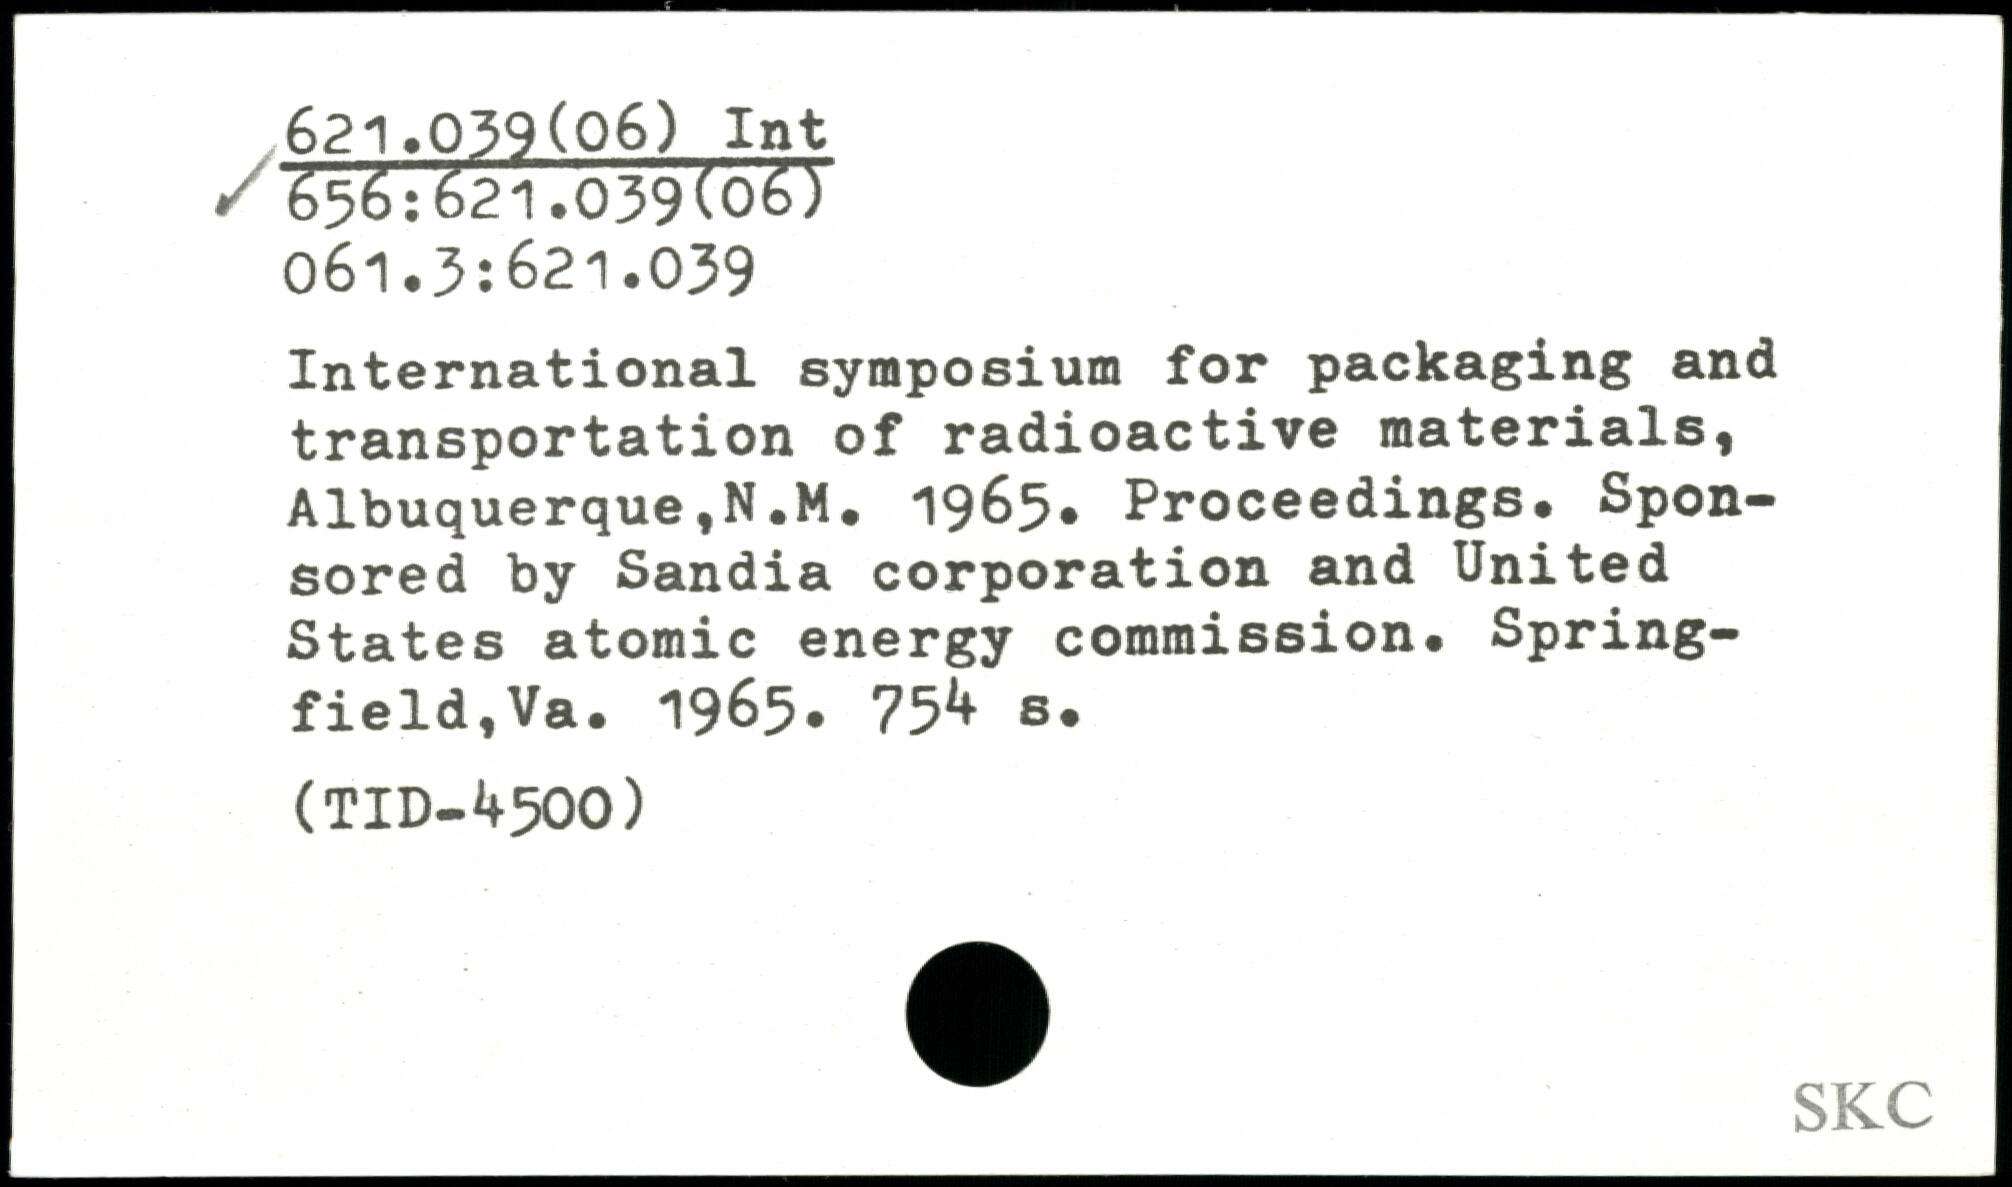 621.039(06) Int
656:621.039(06)
061.3:621.039
International symposium for packaging and
transportation of radioactive materials,
Albuquerque,N.M. 1965. Proceedings. Spon-
sored by Sandia corporation and United
States atomic energy commission. Spring-
field,Va. 1965. 754 s.
(TID-4500)
SKC